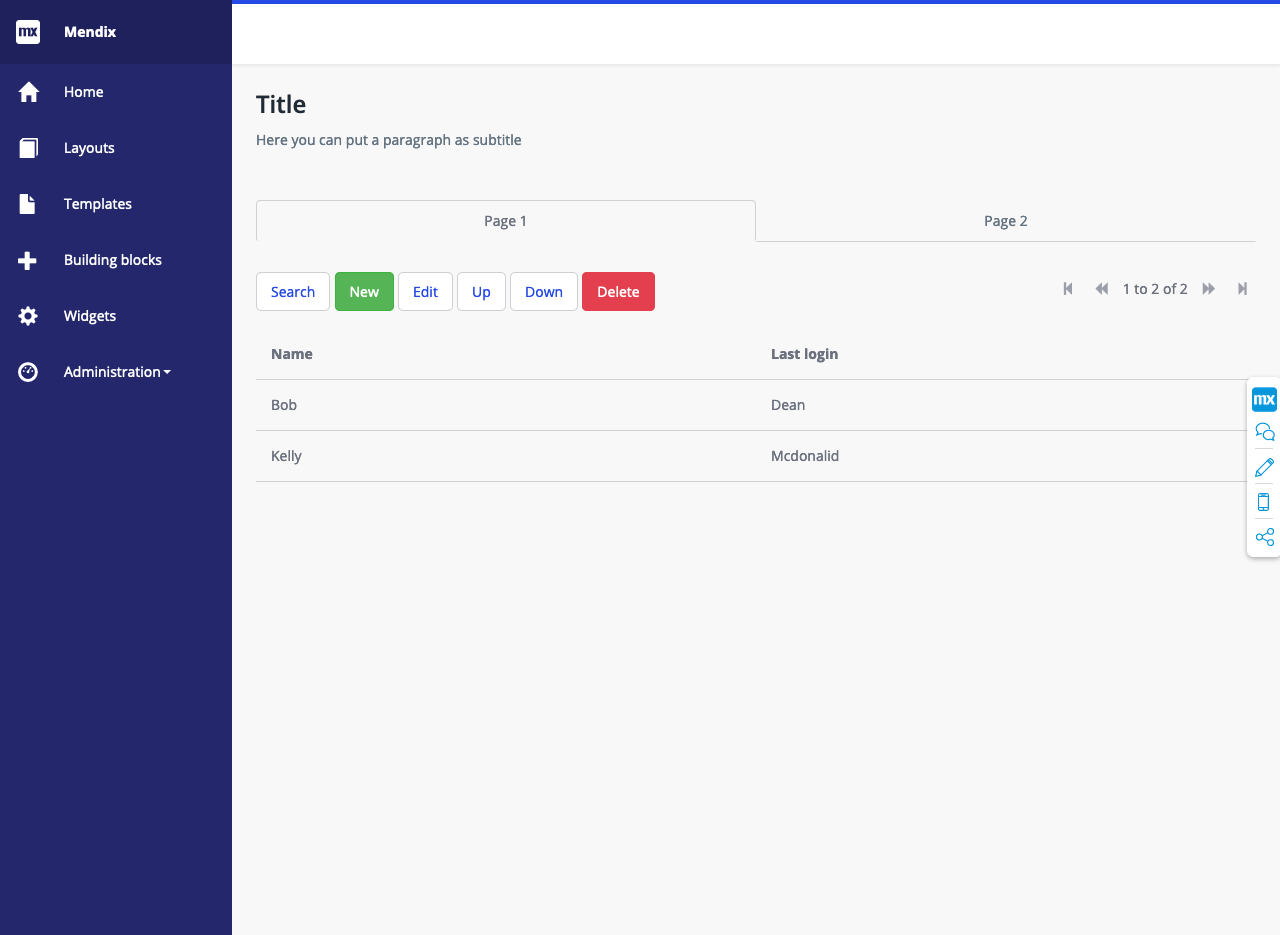 mx Mendix
Home
Layouts
Templates
Building blocks
Widgets
Administration
Title
Here you can put a paragraph as subtitle
Page 1 Page 2
Search New Edit Up Down Delete 1 to 2 of 2
Name Last login
Bob Dean
Kelly Mcdonalid
mx